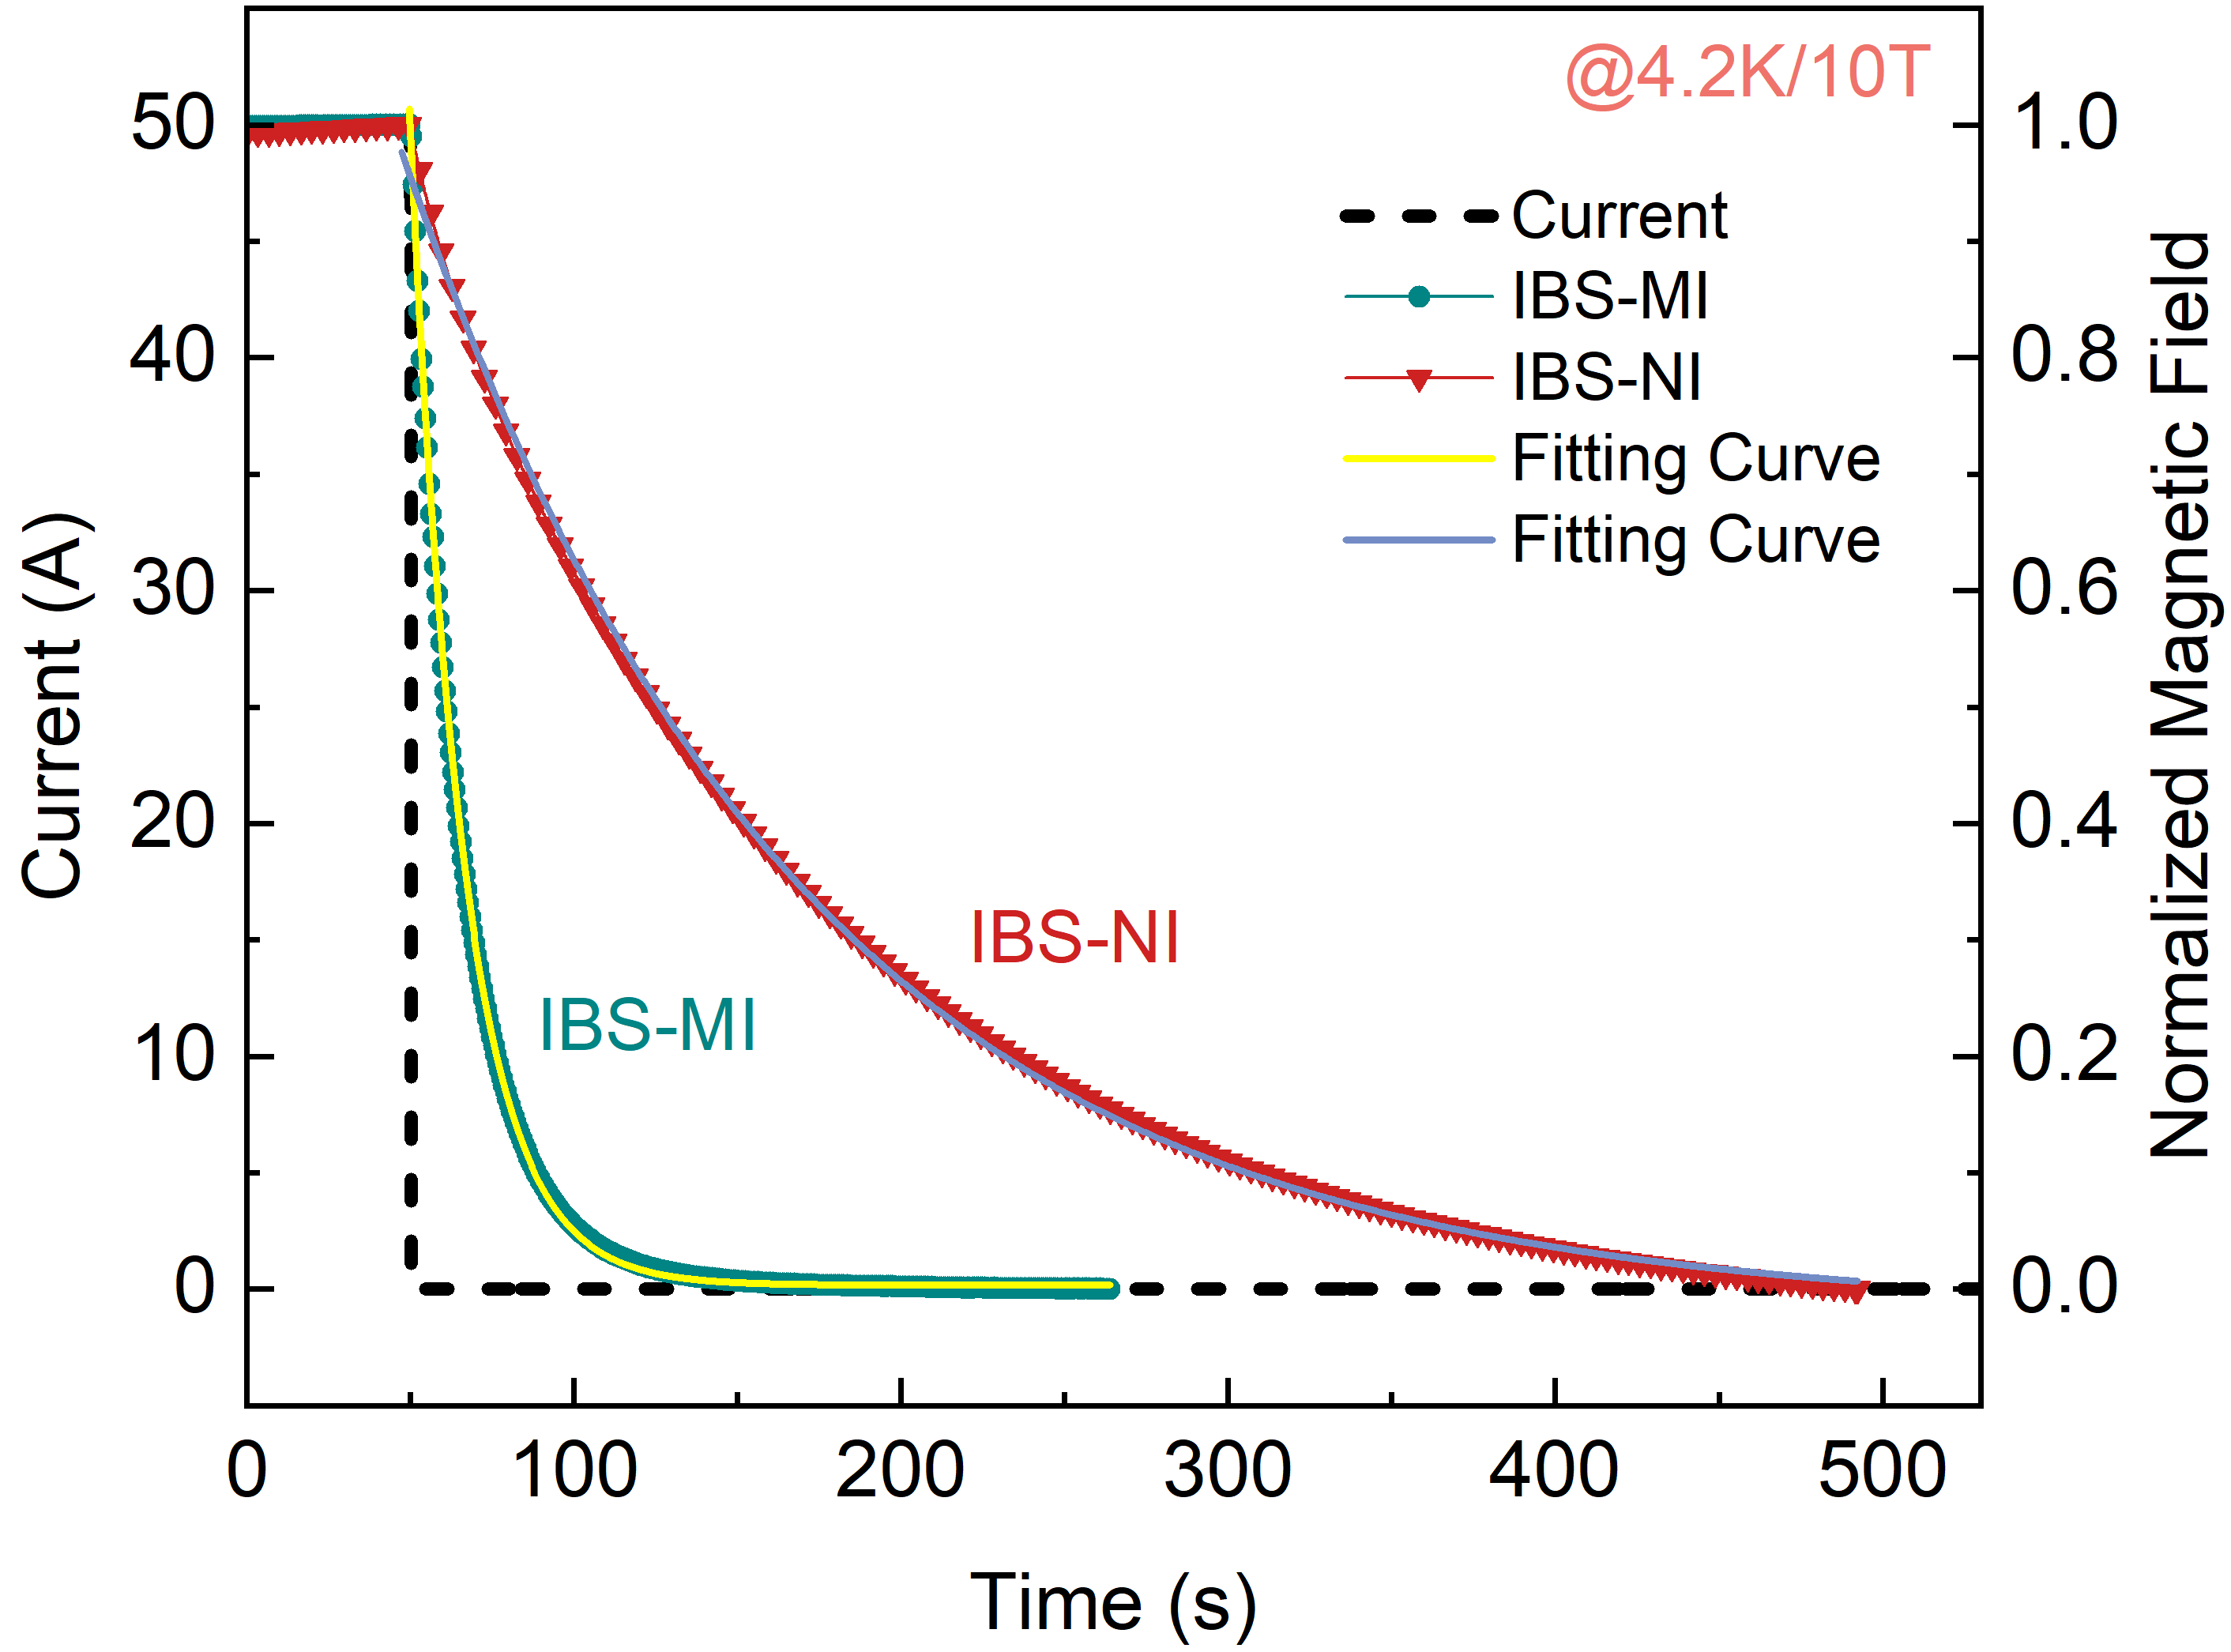 @4.2K/10T
Current
IBS-MI
IBS-NI
Fitting Curve
Fitting Curve
IBS-NI
IBS-MI
Current (A)
50
40
30
20
10
0
Normalized Magnetic Field
1.0
0.8
0.6
0.4
0.2
0.0
0 100 200 300 400 500
Time (s)